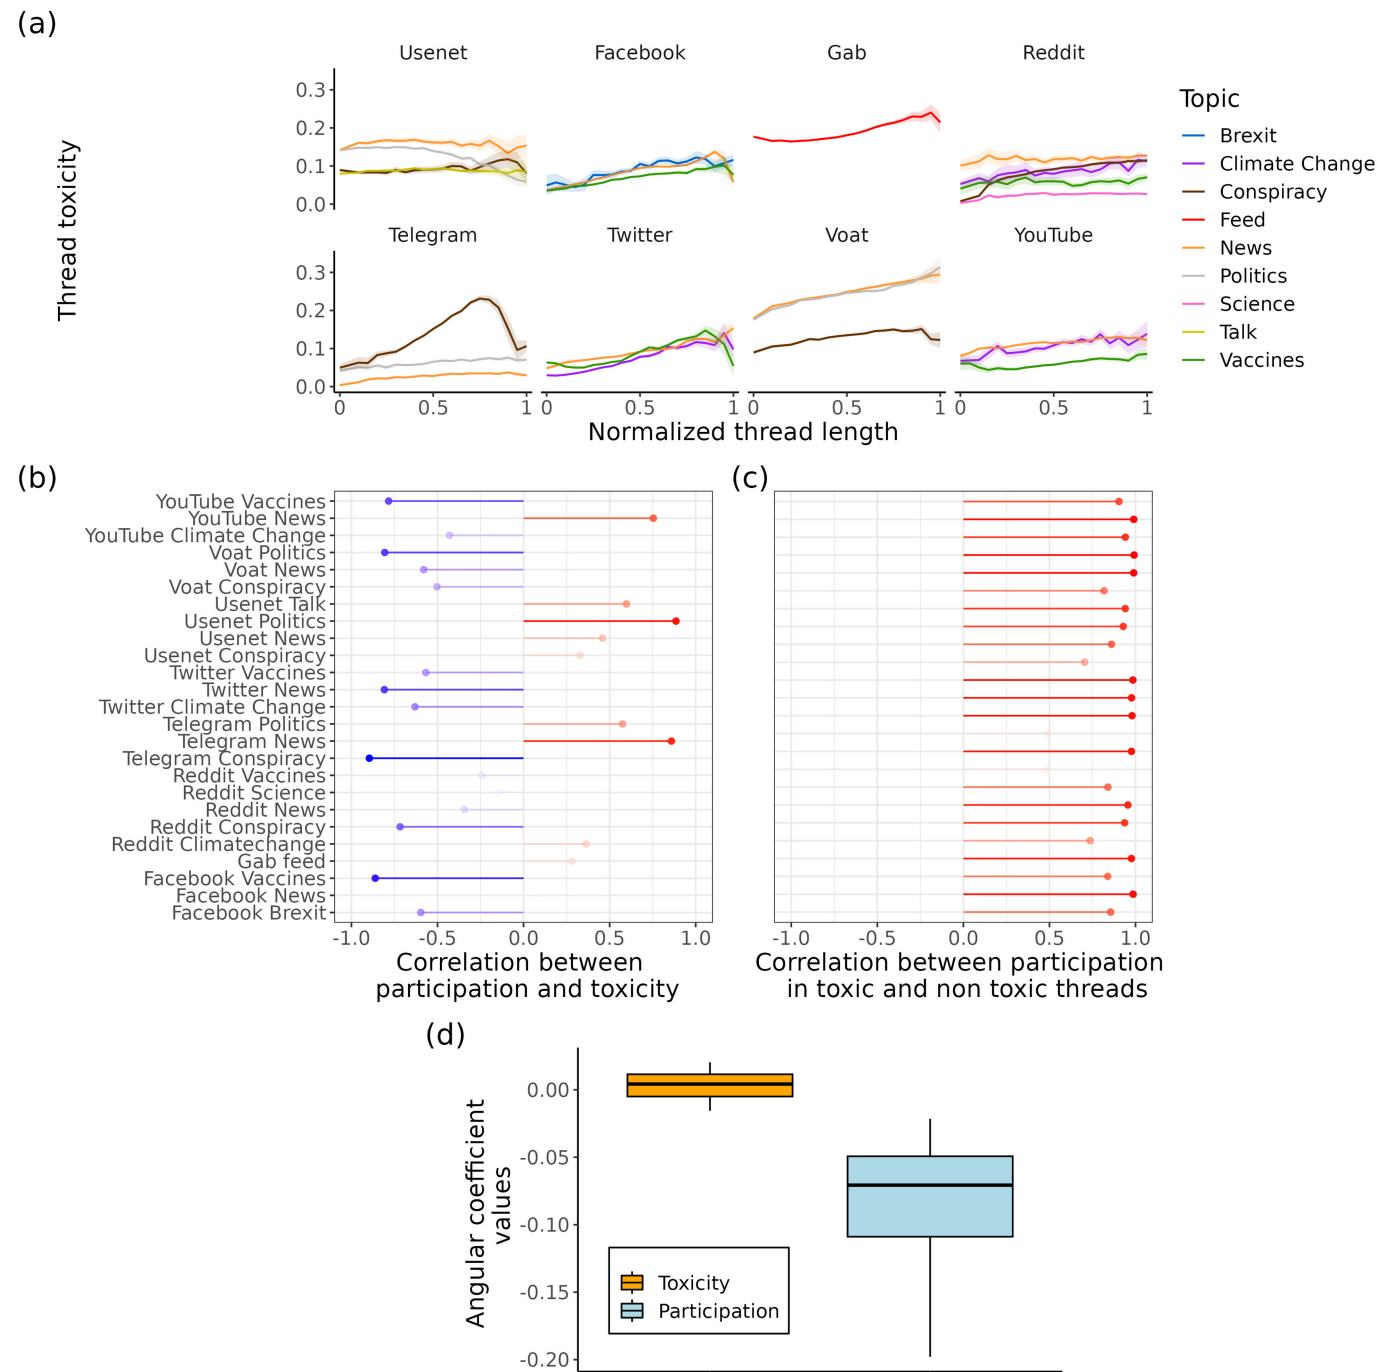 (a)
Usenet Facebook Gab Reddit
0.3
0.2
0.1
0.0
Thread toxicity
Telegram Twitter Voat YouTube
0.3
0.2
0.1
0.0
0 0.5 1 0 0.5 1 0 0.5 1 0 0.5 1
Normalized thread length
Topic
Brexit
Climate Change
Conspiracy
Feed
News
Politics
Science
Talk
Vaccines
(b)
YouTube Vaccines
YouTube News
YouTube Climate Change
Voat Politics
Voat News
Voat Conspiracy
Usenet Talk
Usenet Politics
Usenet News
Usenet Conspiracy
Twitter Vaccines
Twitter News
Twitter Climate Change
Telegram Politics
Telegram News
Telegram Conspiracy
Reddit Vaccines
Reddit Science
Reddit News
Reddit Conspiracy
Reddit Climatechange
Gab feed
Facebook Vaccines
Facebook News
Facebook Brexit
-1.0 -0.5 0.0 0.5 1.0
Correlation between
participation and toxicity
(c)
-1.0 -0.5 0.0 0.5 1.0
Correlation between participation
in toxic and non toxic threads
(d)
Angular coefficient
values
0.00
-0.05
-0.10
-0.15
-0.20
Toxicity
Participation